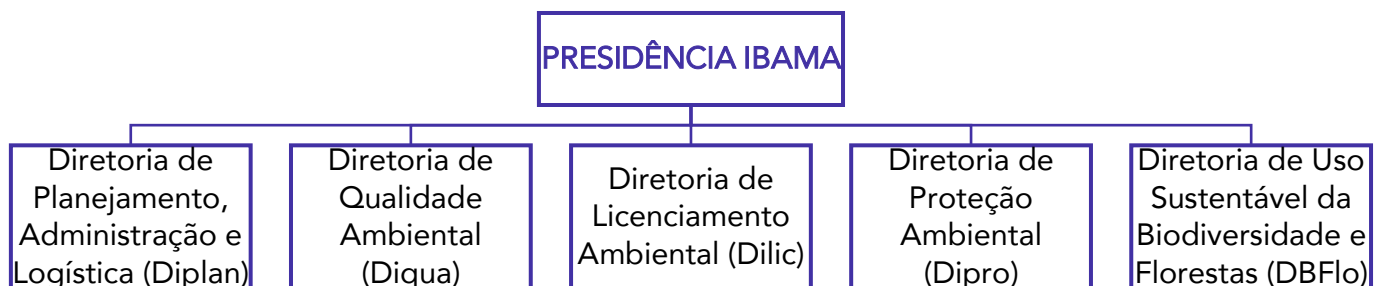 PRESIDÊNCIA IBAMA
Diretoria de
Planejamento,
Administração e
Logística (Diplan)
Diretoria de
Qualidade
Ambiental
(Diqua)
Diretoria de
Licenciamento
Ambiental (Dilic)
Diretoria de
Proteção
Ambiental
(Dipro)
Diretoria de Uso
Sustentável da
Biodiversidade e
Florestas (DBFlo)